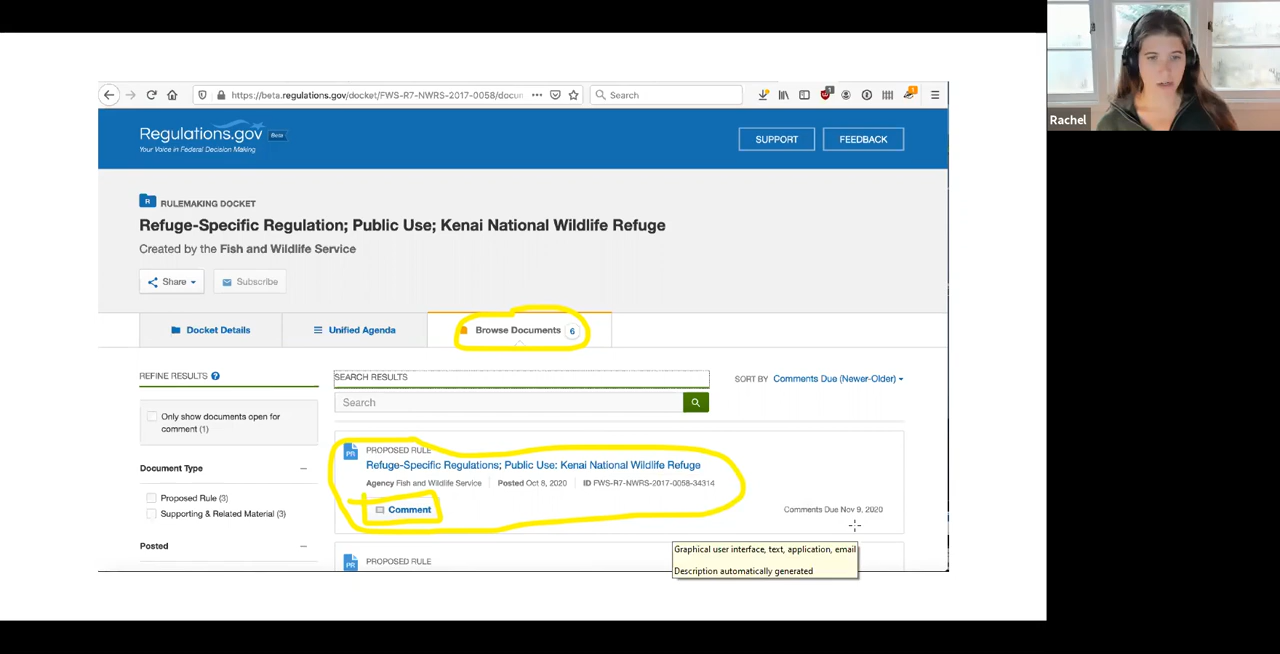 https://beta.regulations.gov/docket/FWS-R7-NWRS-2017-0058/docum
Search
1
1
Regulations.gov Beta
Your Voice in Federal Decision Making
SUPPORT
FEEDBACK
Rachel
R RULEMAKING DOCKET
Refuge-Specific Regulation; Public Use; Kenai National Wildlife Refuge
Created by the Fish and Wildlife Service
Share
Subscribe
Docket Details
Unified Agenda
Browse Documents 6
REFINE RESULTS ?
SEARCH RESULTS
SORT BY Comments Due (Newer-Older)
Search
Only show documents open for
comment (1)
Document Type
Proposed Rule (3)
Supporting & Related Material (3)
Posted
PR PROPOSED RULE
Refuge-Specific Regulations; Public Use: Kenai National Wildlife Refuge
Agency Fish and Wildlife Service Posted Oct 8, 2020 ID FWS-R7-NWRS-2017-0058-34314
Comment
Comments Due Nov 9, 2020
Graphical user interface, text, application, email
Description automatically generated
PR PROPOSED RULE